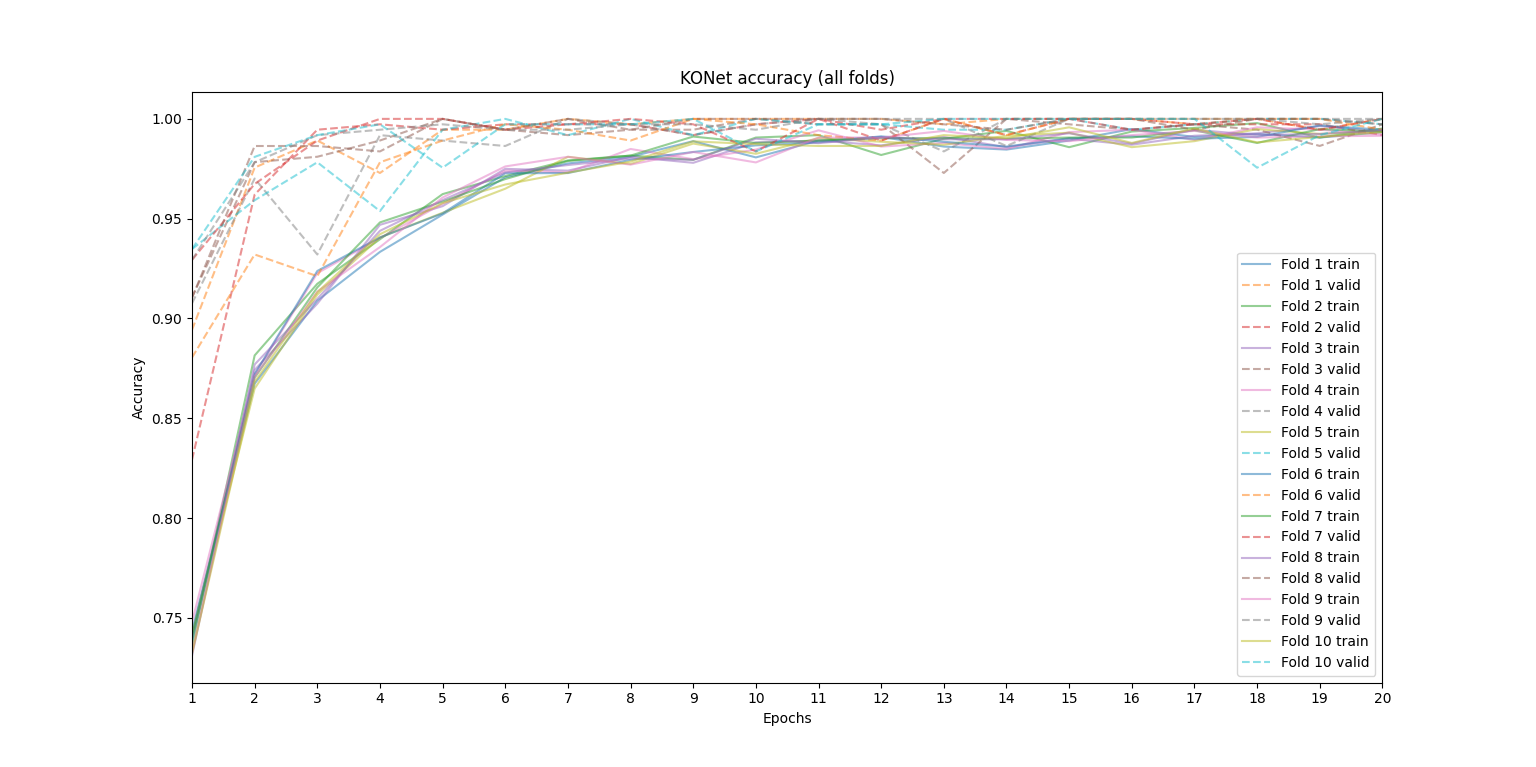 KONet accuracy (all folds)
1.00
0.95
0.90
0.85
0.80
0.75
Accuracy
Fold 1 train
Fold 1 valid
Fold 2 train
Fold 2 valid
Fold 3 train
Fold 3 valid
Fold 4 train
Fold 4 valid
Fold 5 train
Fold 5 valid
Fold 6 train
Fold 6 valid
Fold 7 train
Fold 7 valid
Fold 8 train
Fold 8 valid
Fold 9 train
Fold 9 valid
Fold 10 train
Fold 10 valid
1 2 3 4 5 6 7 8 9 10 11 12 13 14 15 16 17 18 19 20
Epochs